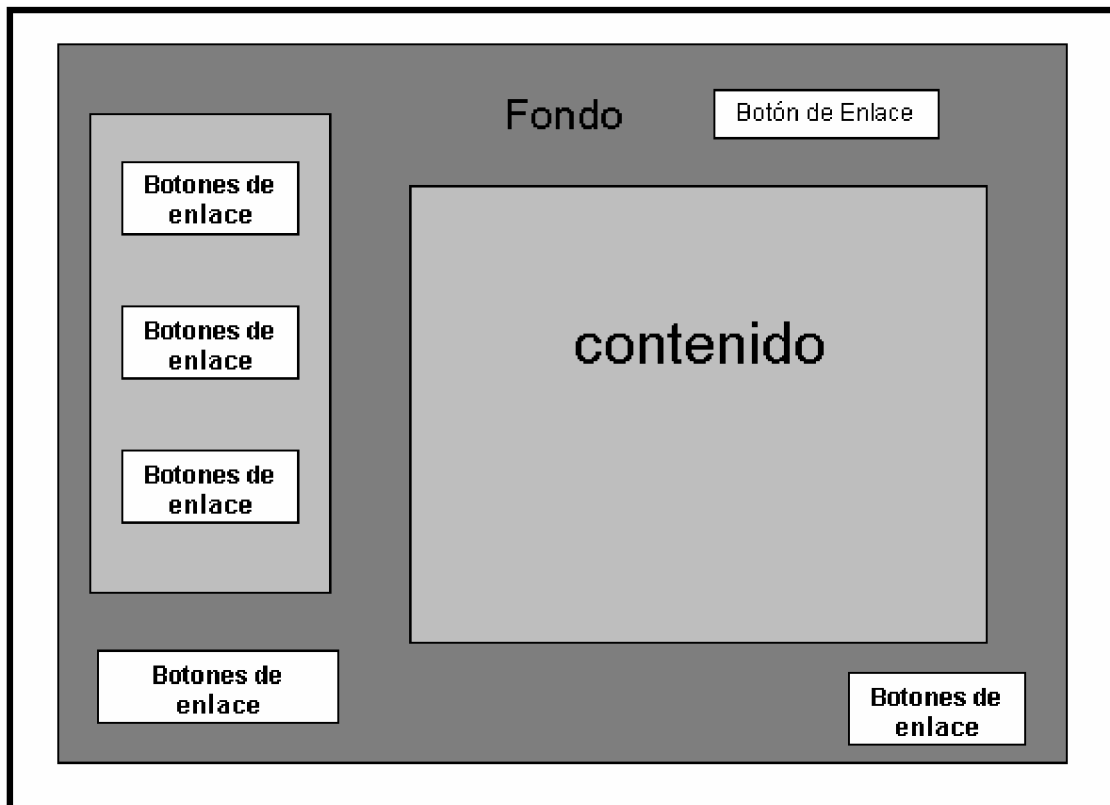 Fondo
Botón de Enlace
Botones de
enlace
Botones de
enlace
Botones de
enlace
contenido
Botones de
enlace
Botones de
enlace